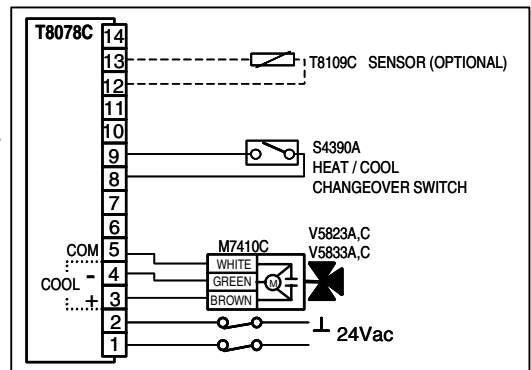 T8078C
14
13
12
11
10
9
8
7
6
5
4
3
2
1
T8109C SENSOR (OPTIONAL)
S4390A
HEAT / COOL
CHANGEOVER SWITCH
COM
-
COOL
+
M7410C
WHITE
GREEN
BROWN
M
V5823A,C
V5833A,C
24Vac